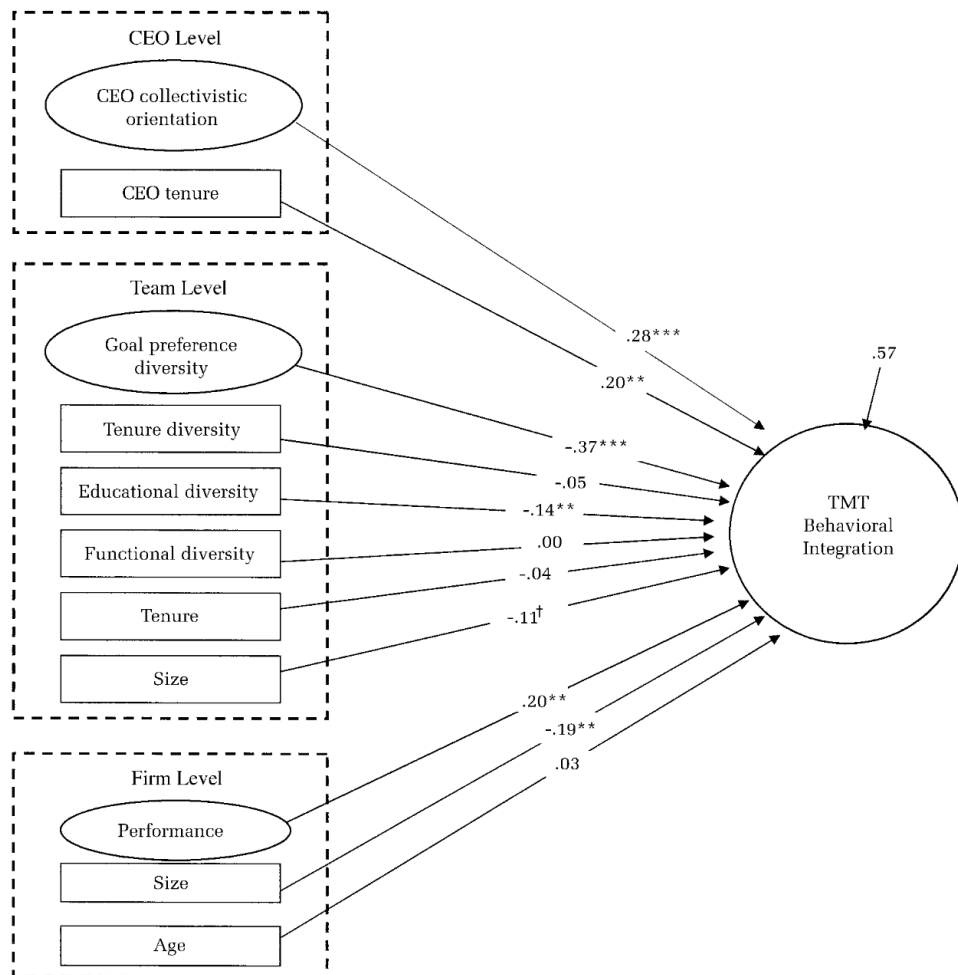 CEO Level
CEO collectivistic
orientation
CEO tenure
Team Level
Goal preference
diversity
Tenure diversity
Educational diversity
Functional diversity
Tenure
Size
Firm Level
Performance
Size
Age
.28***
.20**
-.37***
-.05
-.14**
.00
-.04
-.11†
.20**
-.19**
.03
.57
TMT
Behavioral
Integration